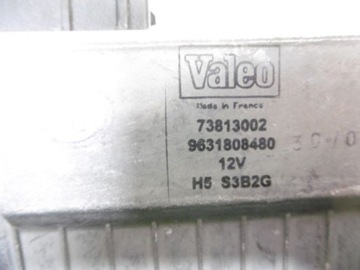 Valeo
Made in France
73813002
9631808480
12V
H5 S3B2G